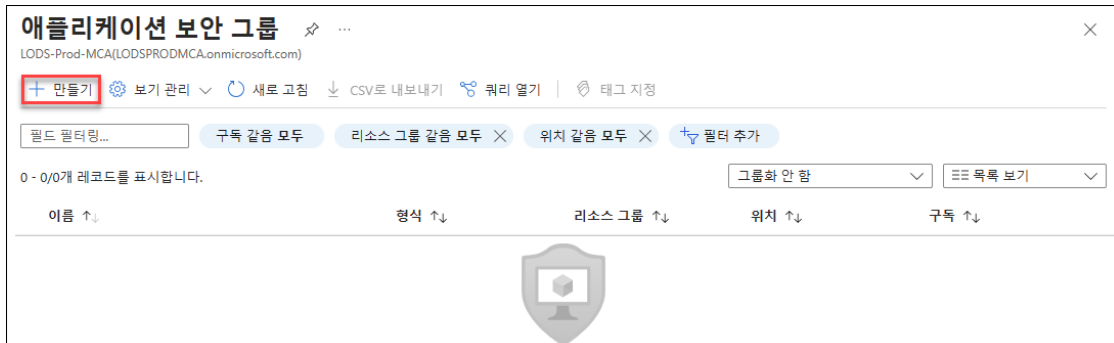 애플리케이션 보안 그룹
LODS-Prod-MCA(LODSPRODMCA.onmicrosoft.com)
만들기 보기 관리 새로 고침 CSV로 내보내기 쿼리 열기 태그 지정
필드 필터링... 구독 같음 모두 리소스 그룹 같음 모두 위치 같음 모두 필터 추가
0 - 0/0개 레코드를 표시합니다. 그룹화 안 함 목록 보기
이름 형식 리소스 그룹 위치 구독